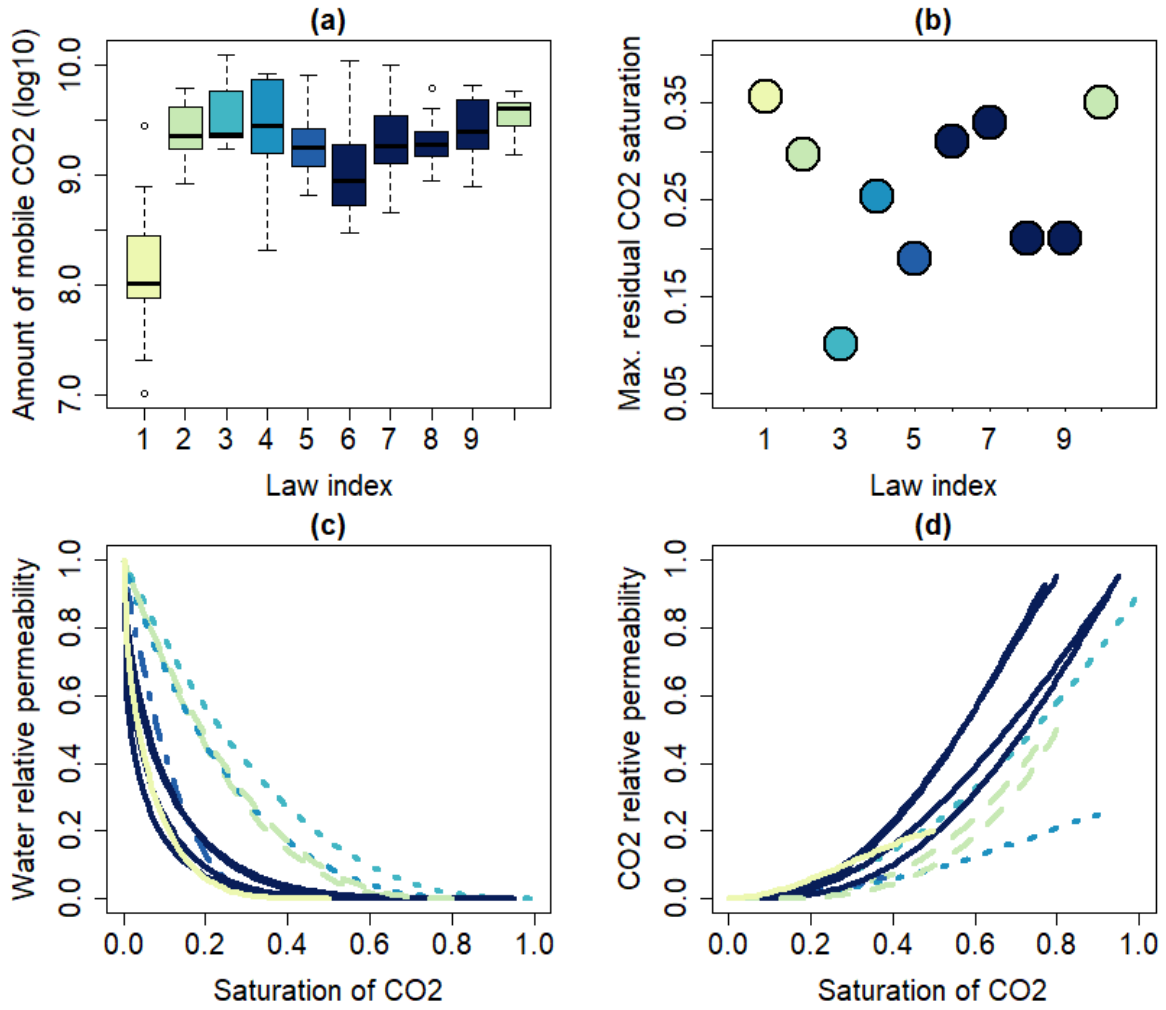 (a)
Amount of mobile CO2 (log10)
10.0
9.0
8.0
7.0
1 2 3 4 5 6 7 8 9
Law index
(b)
Max. residual CO2 saturation
0.35
0.25
0.15
0.05
1 3 5 7 9
Law index
(c)
Water relative permeability
1.0
0.8
0.6
0.4
0.2
0.0
0.0 0.2 0.4 0.6 0.8 1.0
Saturation of CO2
(d)
CO2 relative permeability
1.0
0.8
0.6
0.4
0.2
0.0
0.0 0.2 0.4 0.6 0.8 1.0
Saturation of CO2